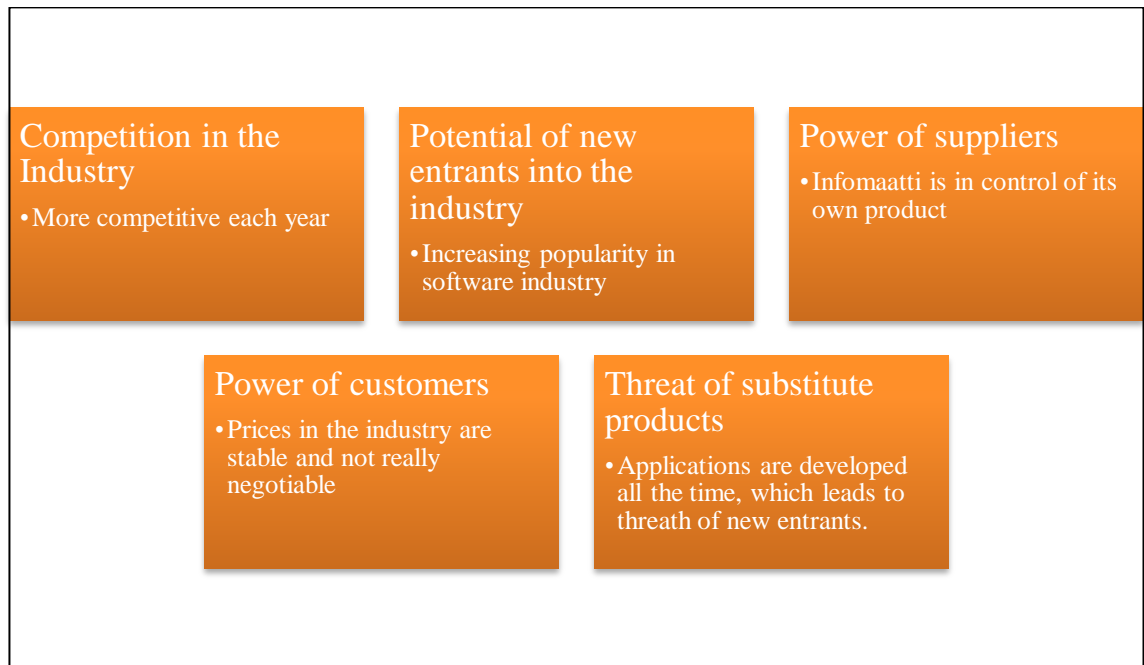 Competition in the
Industry
•More competitive each year
Potential of new
entrants into the
industry
•Increasing popularity in
software industry
Power of suppliers
•Infomaatti is in control of its
own product
Power of customers
•Prices in the industry are
stable and not really
negotiable
Threat of substitute
products
•Applications are developed
all the time, which leads to
threath of new entrants.